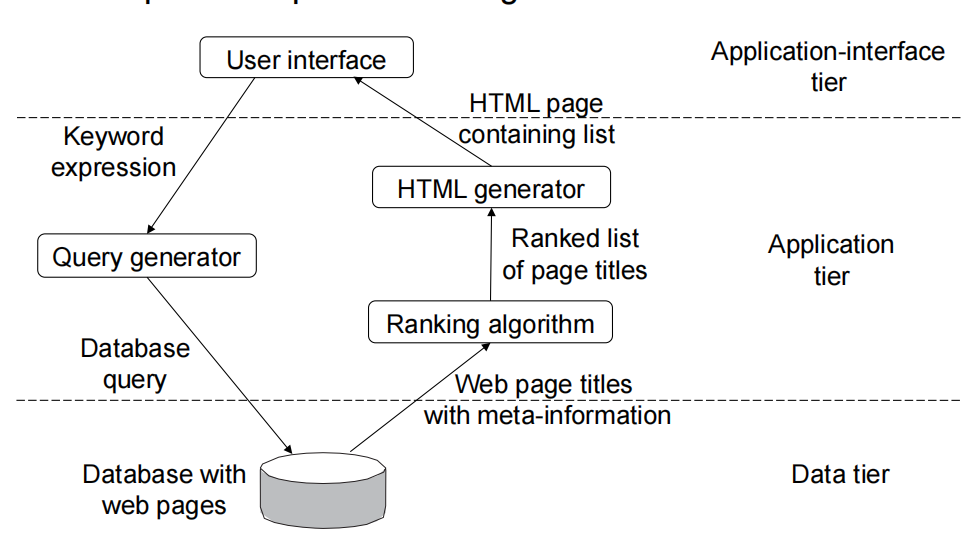 User interface
Application-interface
tier
HTML page
containing list
Keyword
expression
HTML generator
Query generator
Ranked list
of page titles
Application
tier
Ranking algorithm
Database
query
Web page titles
with meta-information
Database with
web pages
Data tier